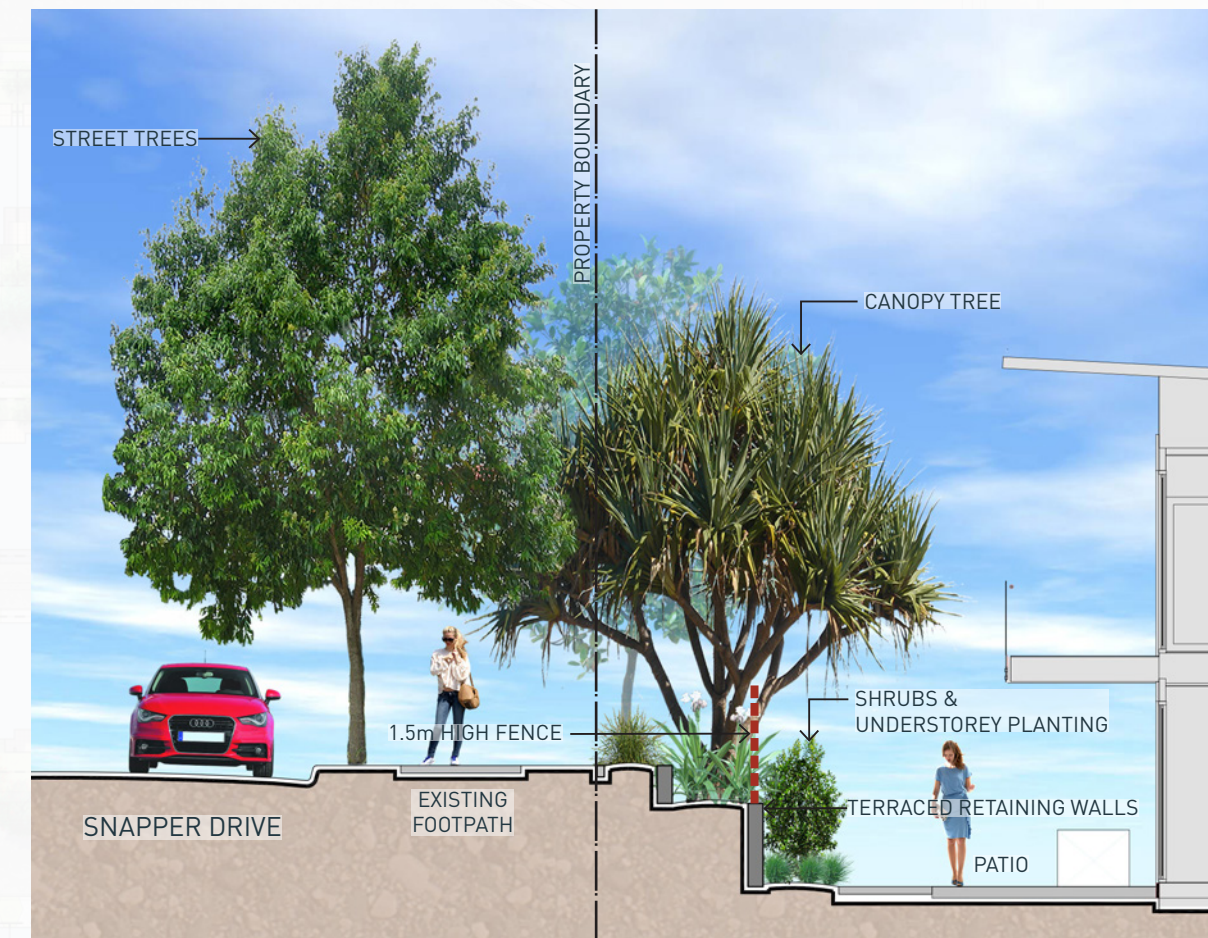 STREET TREES
PROPERTY BOUNDARY
CANOPY TREE
SHRUBS &
UNDERSTOREY PLANTING
1.5m HIGH FENCE
EXISTING
FOOTPATH
TERRACED RETAINING WALLS
SNAPPER DRIVE
PATIO